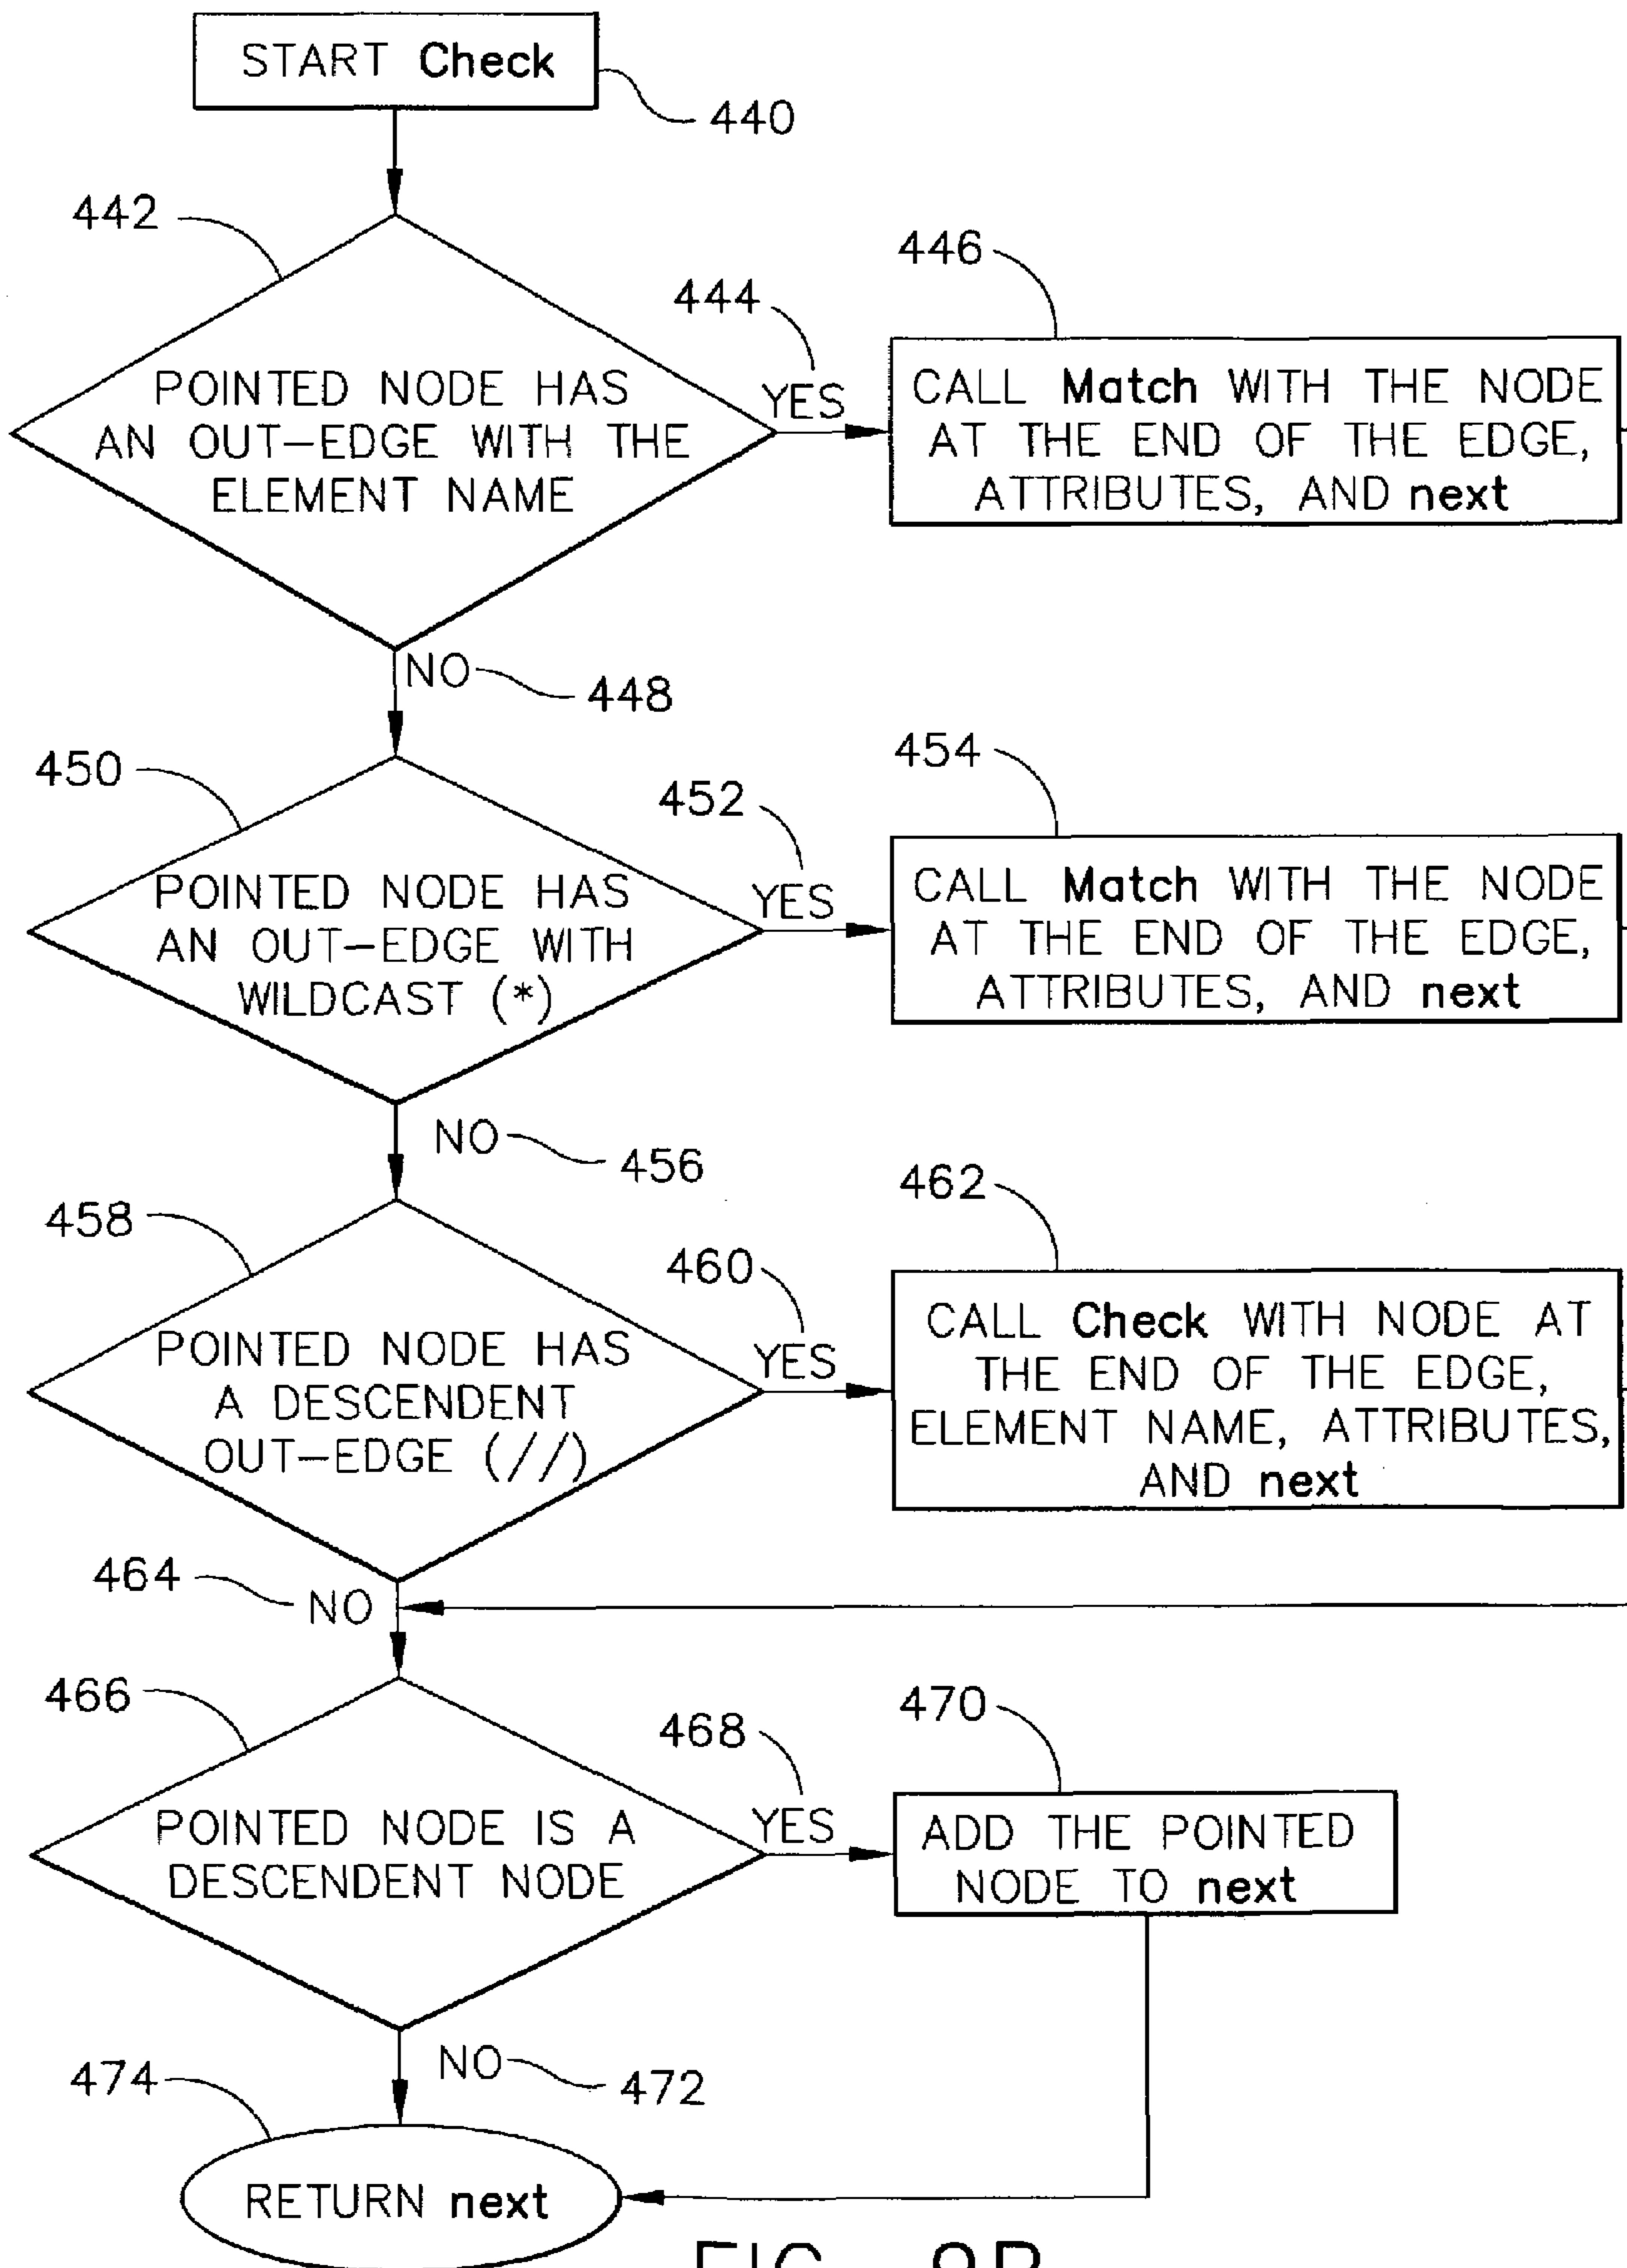 START Check
440
442
POINTED NODE HAS
AN OUT-EDGE WITH THE
ELEMENT NAME
444
YES
446
CALL Match WITH THE NODE
AT THE END OF THE EDGE,
ATTRIBUTES, AND next
NO
448
450
POINTED NODE HAS
AN OUT-EDGE WITH
WILDCAST (*)
452
YES
454
CALL Match WITH THE NODE
AT THE END OF THE EDGE,
ATTRIBUTES, AND next
NO
456
458
POINTED NODE HAS
A DESCENDENT
OUT-EDGE (//)
460
YES
462
CALL Check WITH NODE AT
THE END OF THE EDGE,
ELEMENT NAME, ATTRIBUTES,
AND next
464
NO
466
POINTED NODE IS A
DESCENDENT NODE
468
YES
470
ADD THE POINTED
NODE TO next
NO
472
474
RETURN next